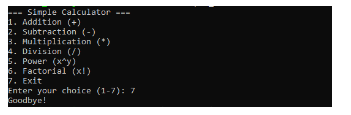 === Simple Calculator ===
1. Addition (+)
2. Subtraction (-)
3. Multiplication (*)
4. Division (/)
5. Power (x^y)
6. Factorial (x!)
7. Exit
Enter your choice (1-7): 7
Goodbye!